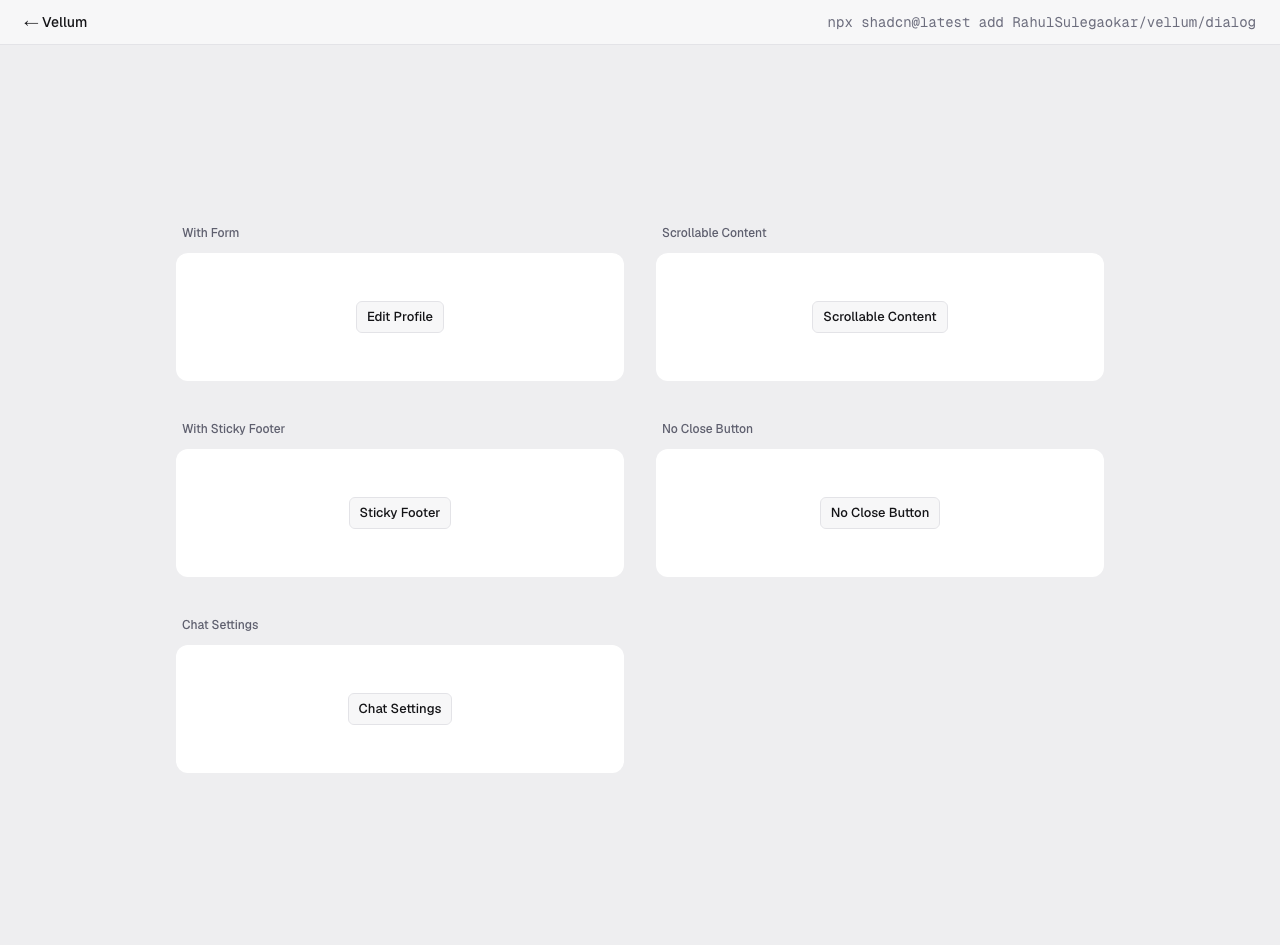 ← Vellum
npx shadcn@latest add RahulSulegaokar/vellum/dialog
With Form
Edit Profile
Scrollable Content
Scrollable Content
With Sticky Footer
Sticky Footer
No Close Button
No Close Button
Chat Settings
Chat Settings